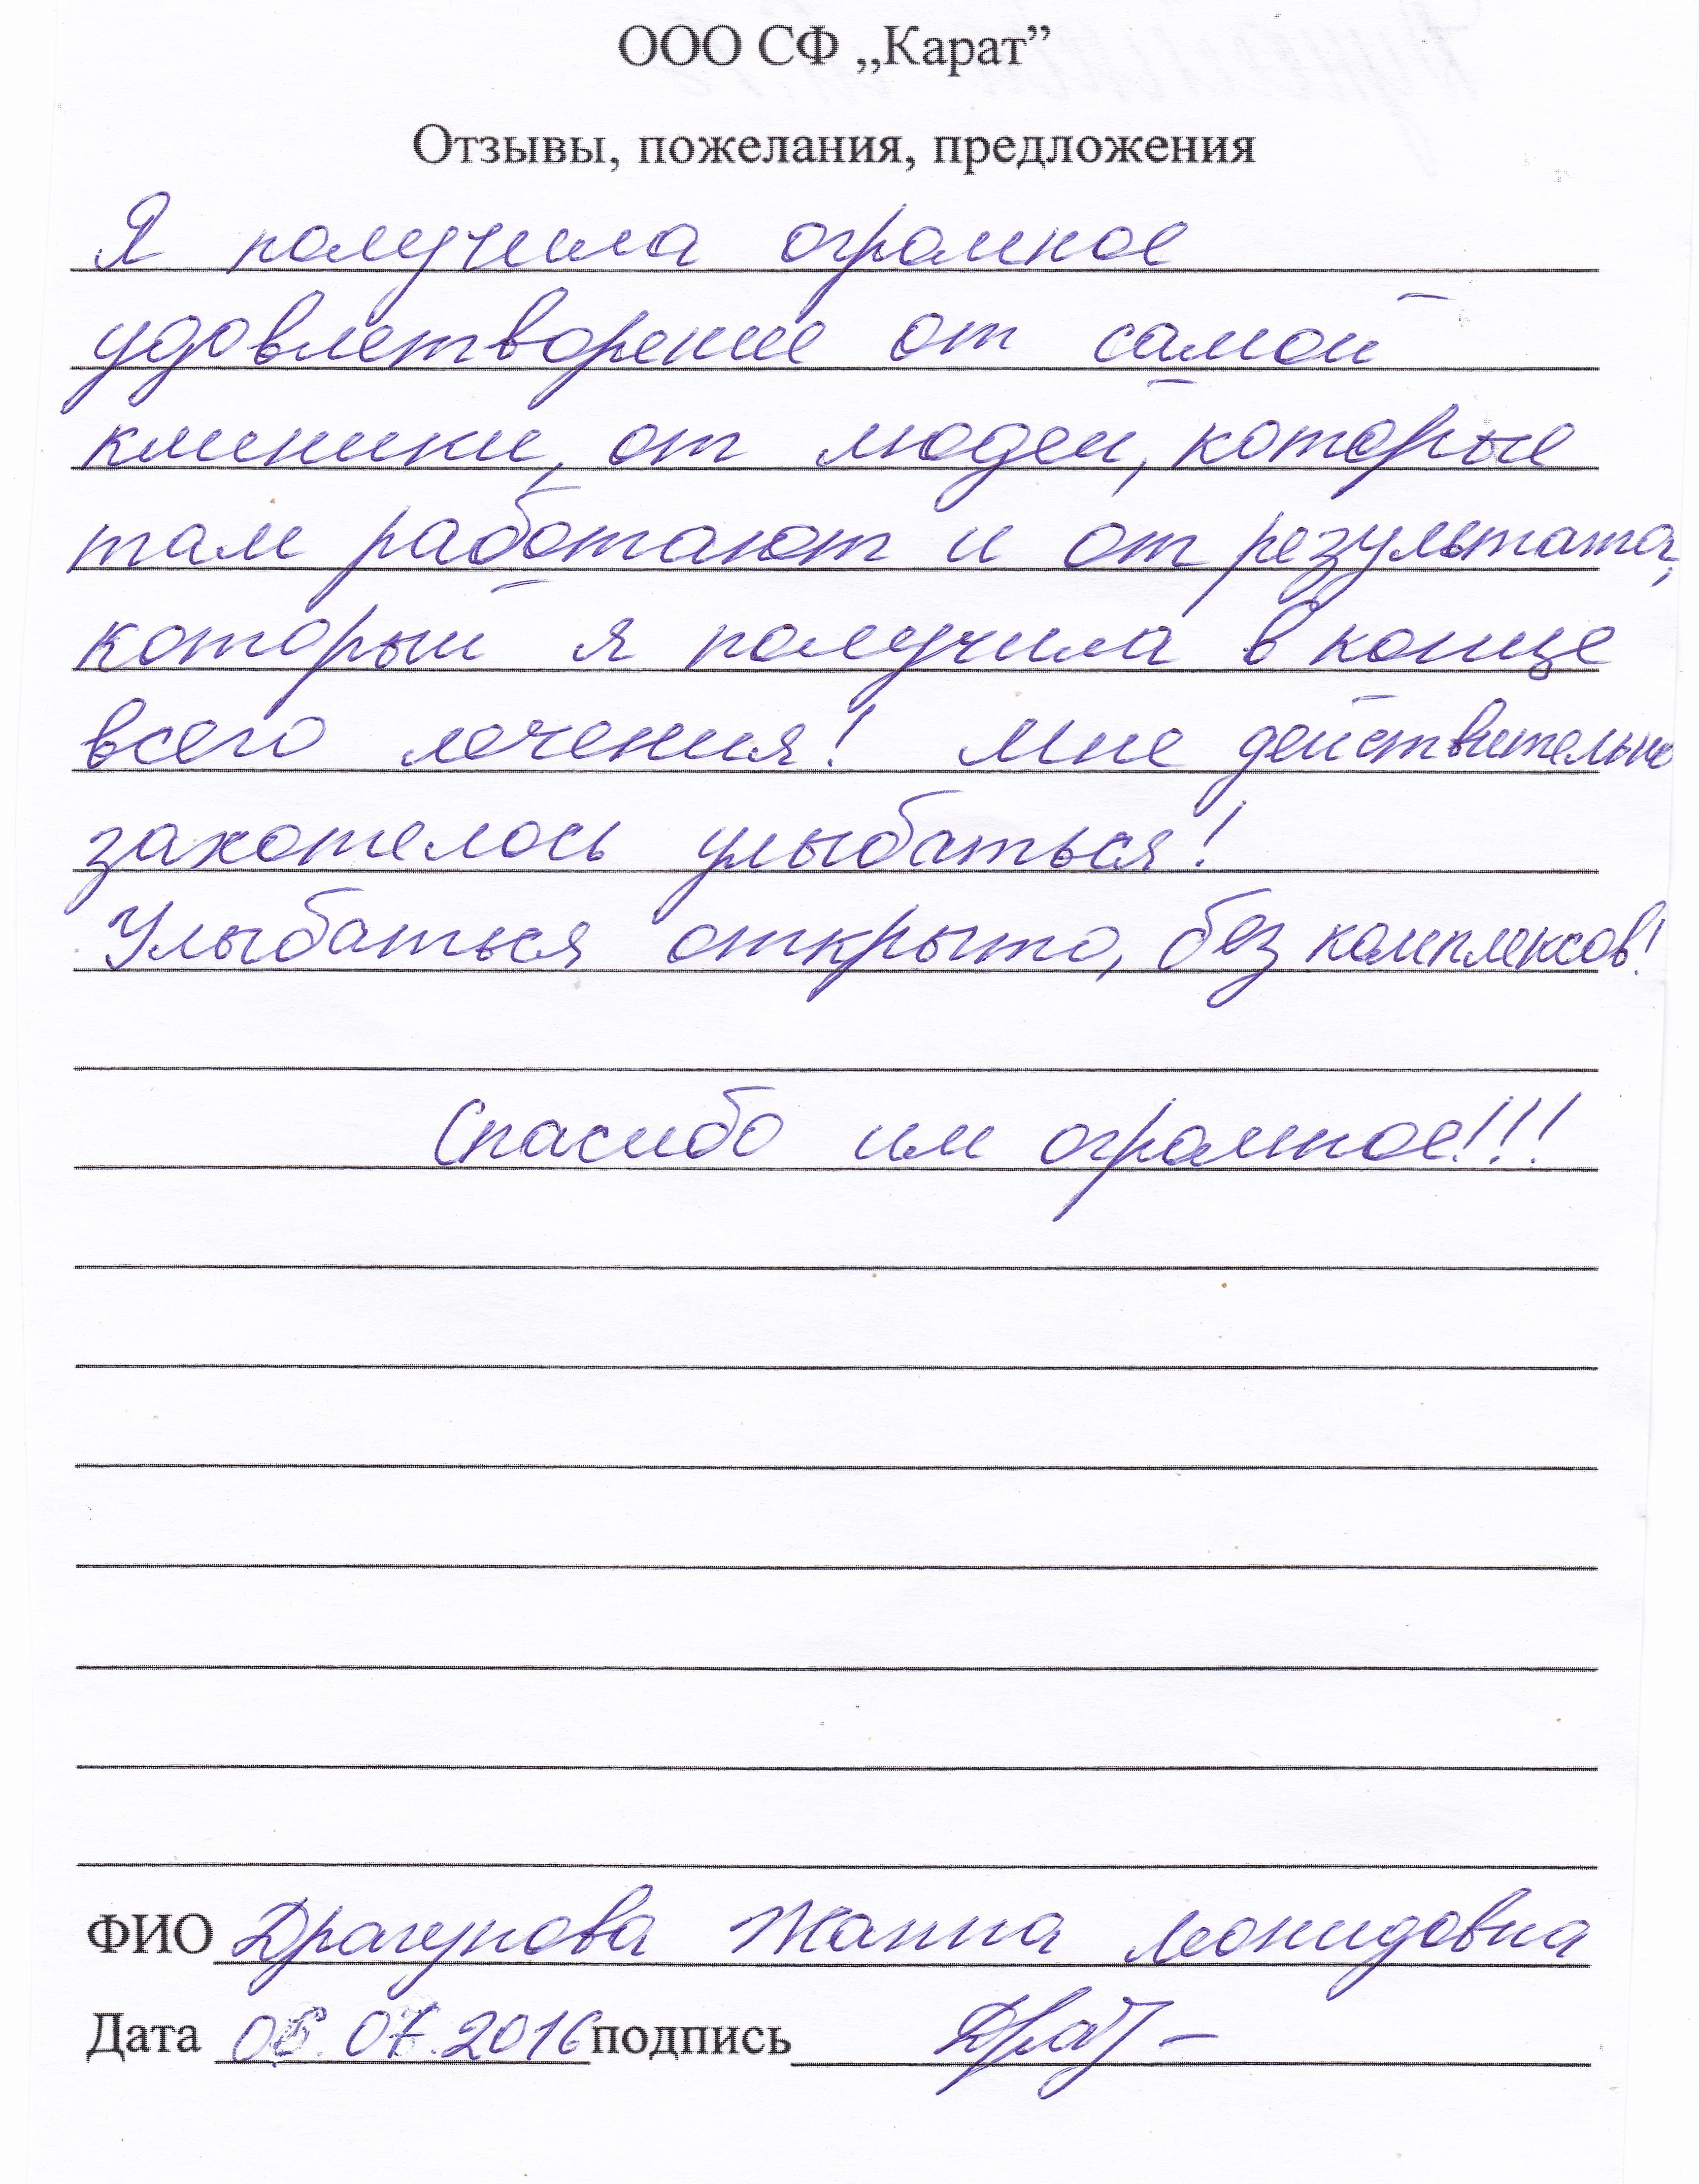 ООО СФ „Карат”
Отзывы, пожелания, предложения
Я получила огромное
удовлетворение от самой
клиники, от людей, которые
там работают и от результата,
который я получила в конце
всего лечения! Мне действительно
захотелось улыбаться!
Улыбаться открыто, без комплексов!
Спасибо им огромное!!!
ФИО Драгунова Жанна Леонидовна
Дата 07.2016 подпись